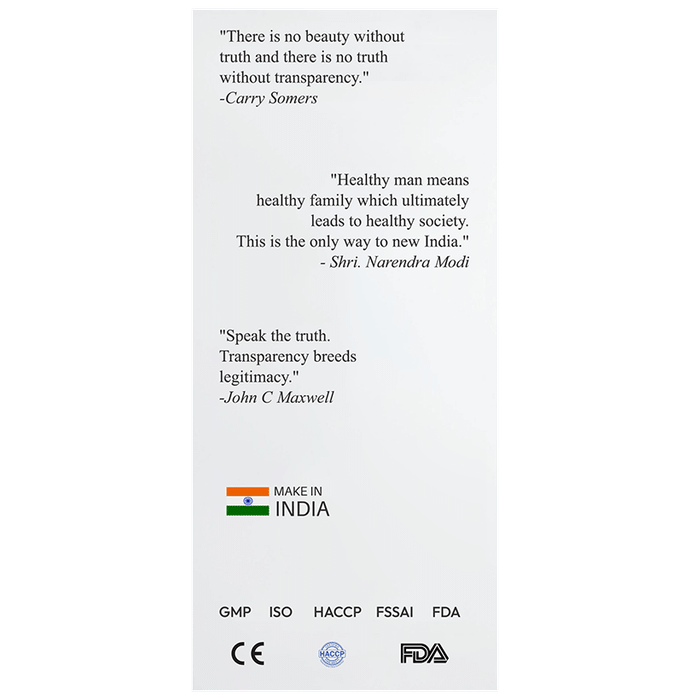 "There is no beauty without
truth and there is no truth
without transparency."
-Carry Somers
"Healthy man means
healthy family which ultimately
leads to healthy society.
This is the only way to new India."
- Shri. Narendra Modi
"Speak the truth.
Transparency breeds
legitimacy."
-John C Maxwell
MAKE IN
INDIA
GMP ISO HACCP FSSAI FDA
CE HACCP FDA